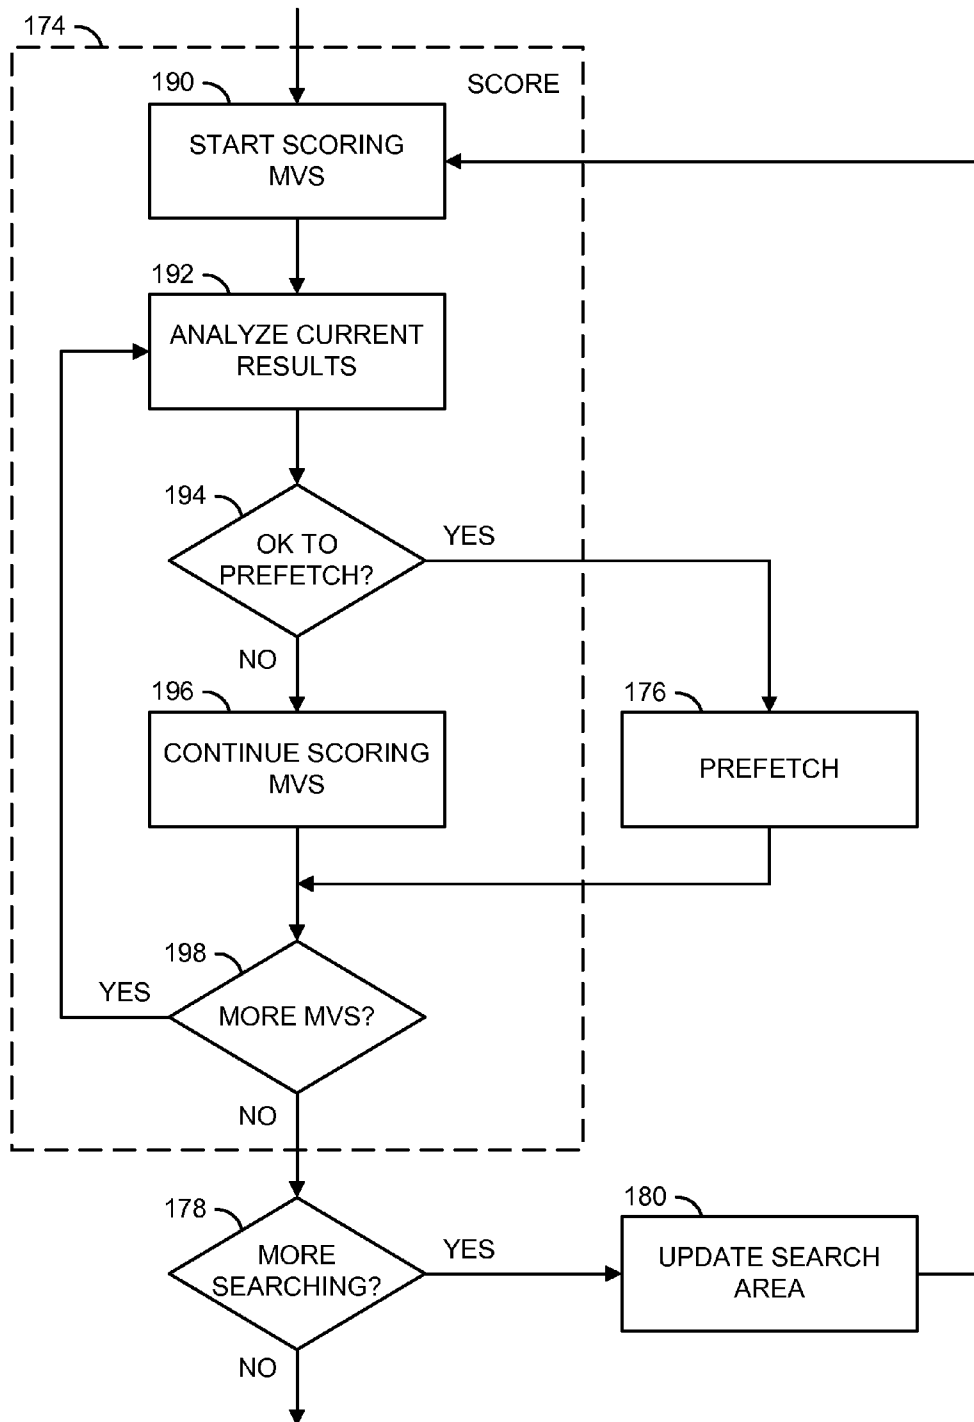 174
SCORE
190
START SCORING
MVS
192
ANALYZE CURRENT
RESULTS
194
OK TO
PREFETCH?
YES
NO
196
CONTINUE SCORING
MVS
176
PREFETCH
198
MORE MVS?
YES
NO
178
MORE
SEARCHING?
YES
180
UPDATE SEARCH
AREA
NO